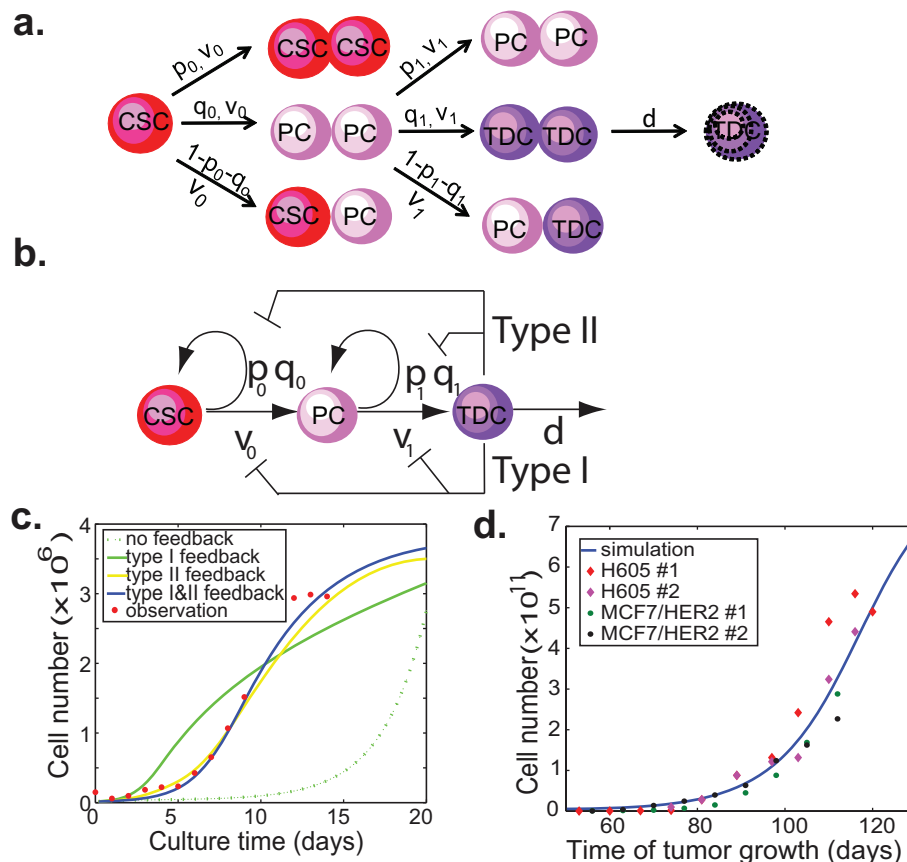 a.
CSC
p0, v0
q0, v0
1-p0-qo
v0
CSC CSC
PC PC
CSC PC
p1, v1
q1, v1
1-p1-q1
v1
PC PC
TDC TDC
PC TDC
d
TDC
b.
Type II
p0 q0
p1 q1
CSC
PC
TDC
v0
v1
d
Type I
c.
Cell number (×10^6)
4
3
2
1
0
no feedback
type I feedback
type II feedback
type I&II feedback
observation
0 5 10 15 20
Culture time (days)
d.
Cell number(×10^11)
7
6
5
4
3
2
1
0
simulation
H605 #1
H605 #2
MCF7/HER2 #1
MCF7/HER2 #2
60 80 100 120
Time of tumor growth (days)